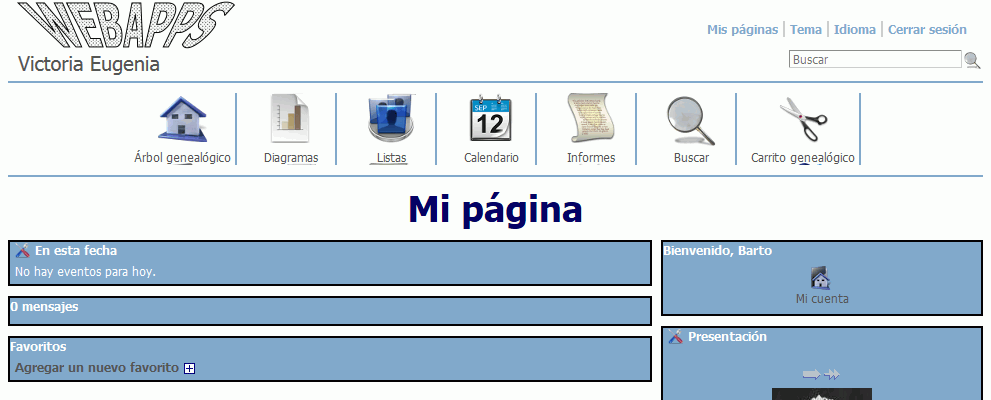 WEBAPPS
Victoria Eugenia
Mis páginas | Tema | Idioma | Cerrar sesión
Buscar
SEP
12
Árbol genealógico
Diagramas
Listas
Calendario
Informes
Buscar
Carrito genealógico
Mi página
En esta fecha
No hay eventos para hoy.
0 mensajes
Favoritos
Agregar un nuevo favorito
Bienvenido, Barto
Mi cuenta
Presentación